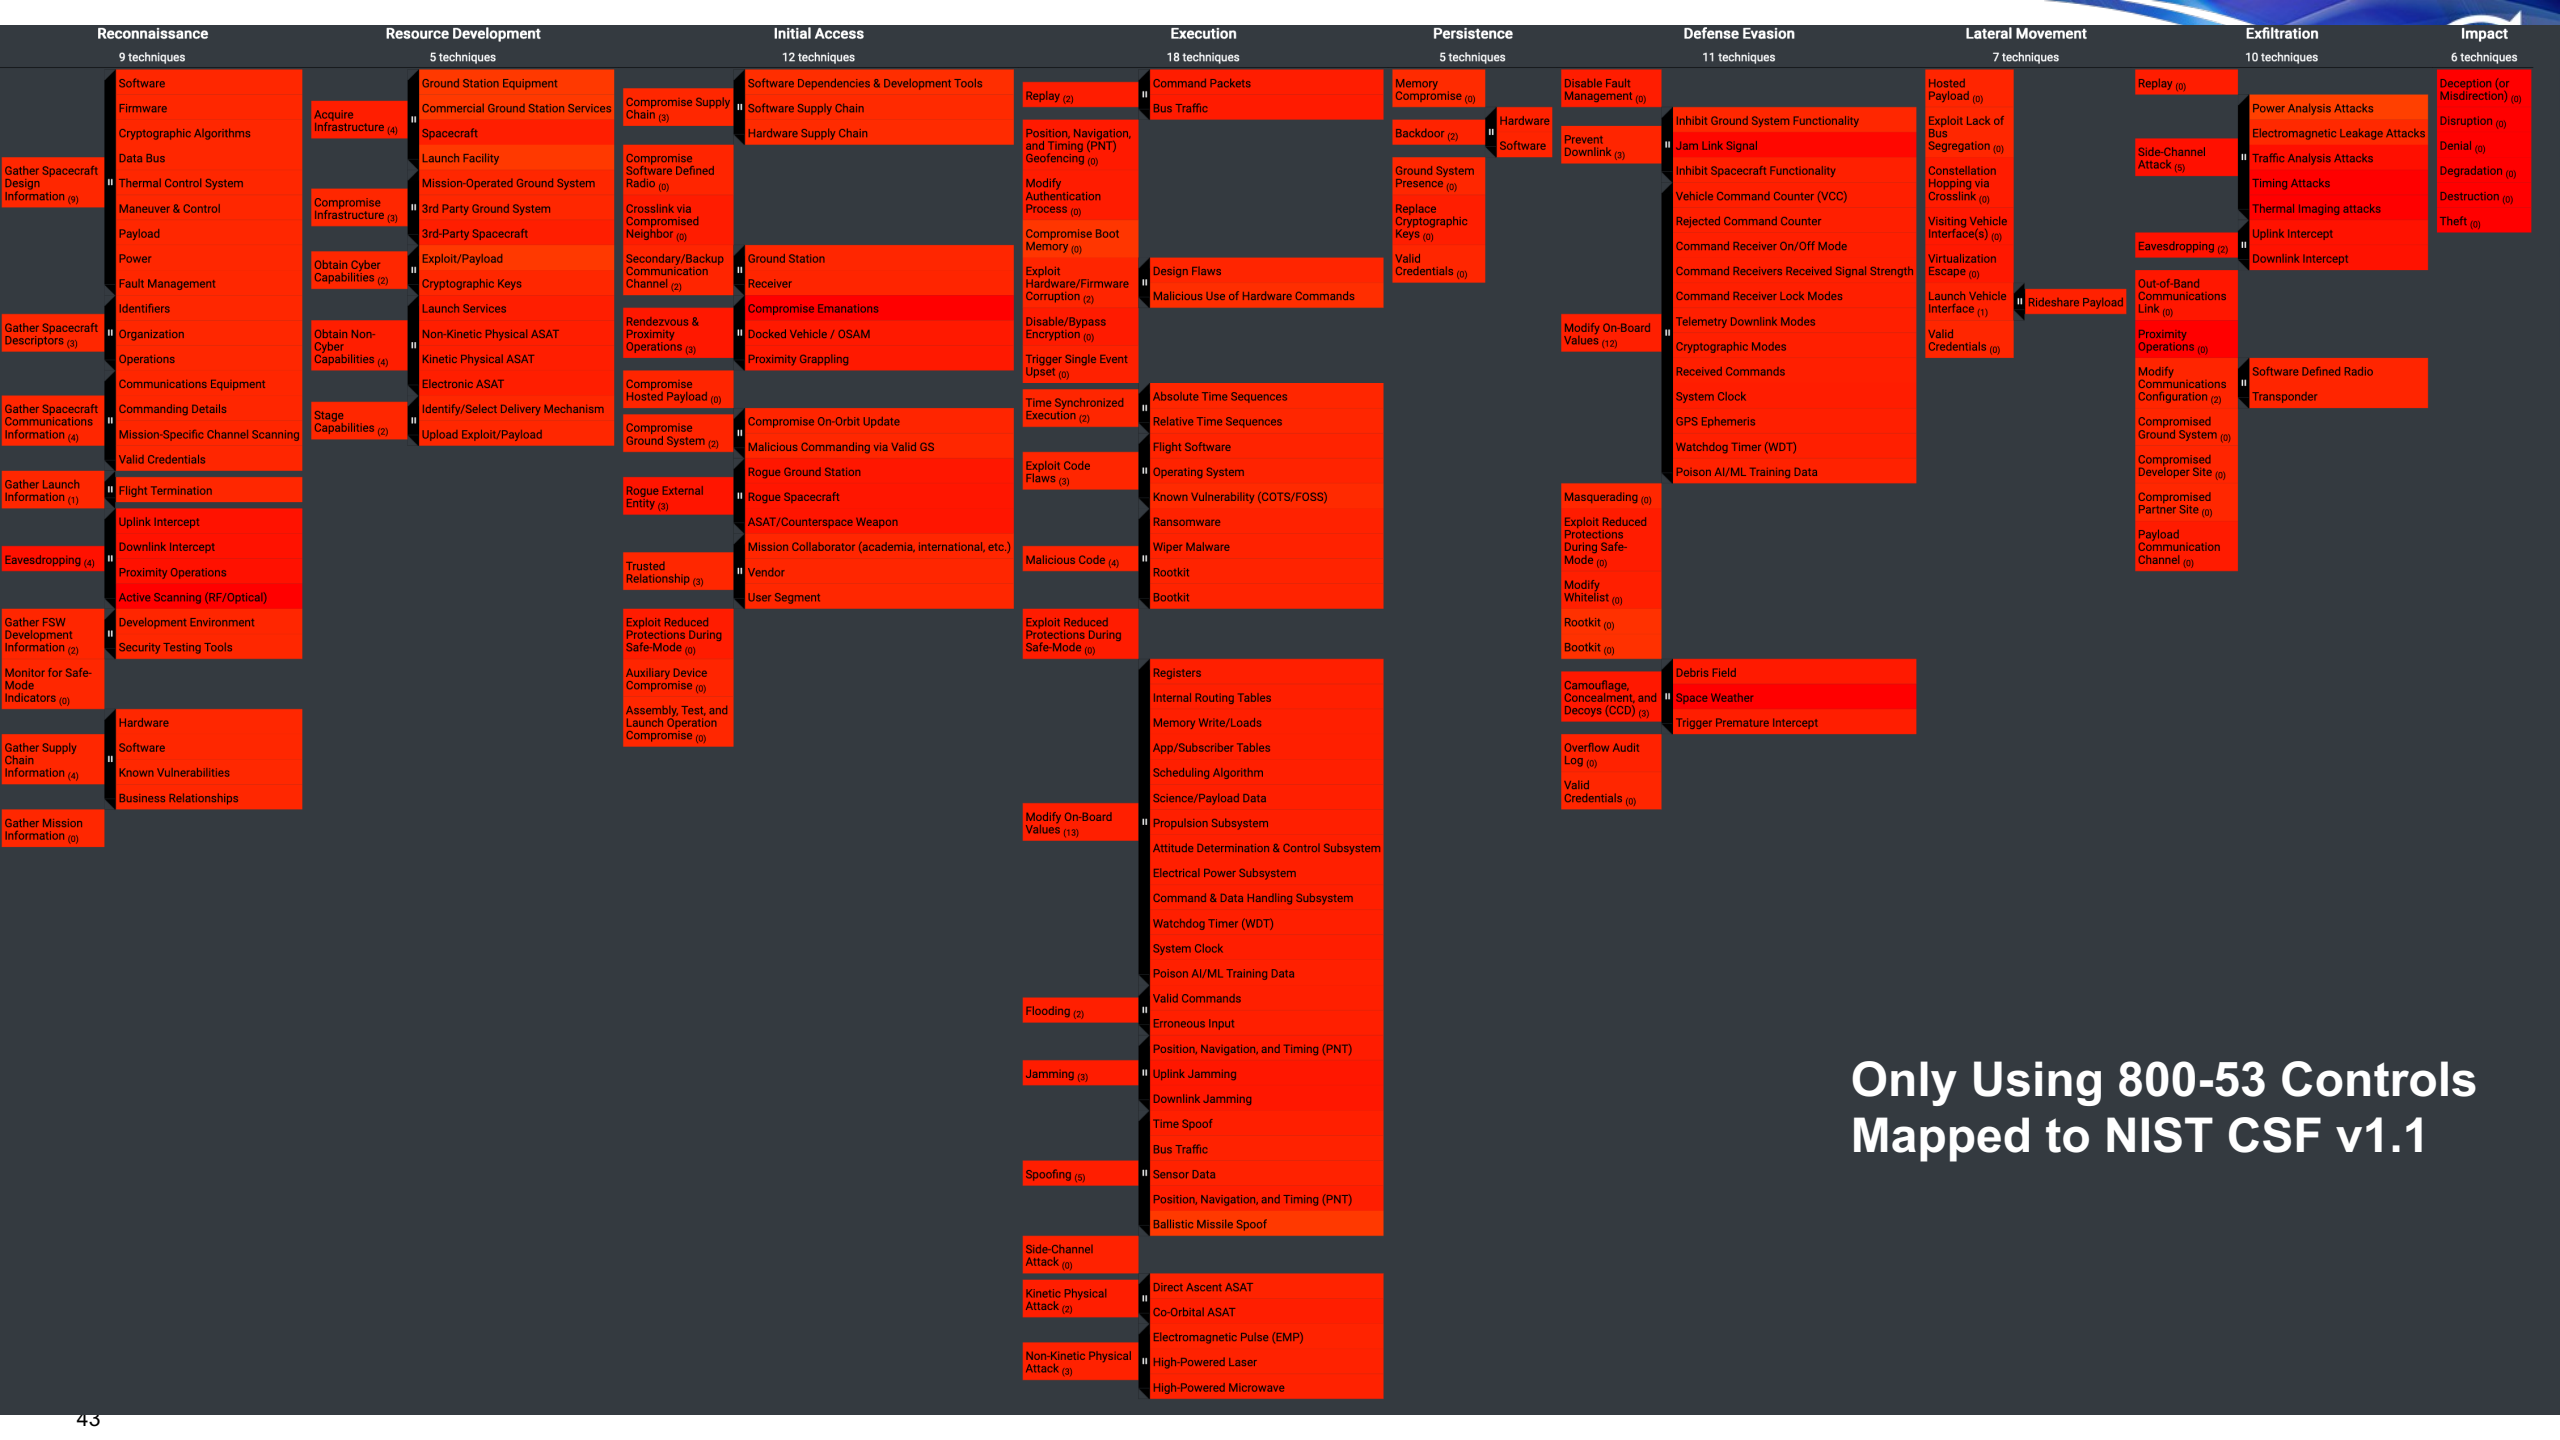 Reconnaissance
9 techniques
Gather Spacecraft
Design
Information (9)
Software
Firmware
Cryptographic Algorithms
Data Bus
Thermal Control System
Maneuver & Control
Payload
Power
Fault Management
Gather Spacecraft
Descriptors (3)
Identifiers
Organization
Operations
Gather Spacecraft
Communications
Information (4)
Communications Equipment
Commanding Details
Mission-Specific Channel Scanning
Valid Credentials
Gather Launch
Information (1)
Flight Termination
Eavesdropping (4)
Uplink Intercept
Downlink Intercept
Proximity Operations
Active Scanning (RF/Optical)
Gather FSW
Development
Information (2)
Development Environment
Security Testing Tools
Monitor for Safe-
Mode
Indicators (0)
Gather Supply
Chain
Information (4)
Hardware
Software
Known Vulnerabilities
Business Relationships
Gather Mission
Information (0)
Resource Development
5 techniques
Acquire
Infrastructure (4)
Ground Station Equipment
Commercial Ground Station Services
Spacecraft
Launch Facility
Compromise
Infrastructure (3)
Mission-Operated Ground System
3rd Party Ground System
3rd-Party Spacecraft
Obtain Cyber
Capabilities (2)
Exploit/Payload
Cryptographic Keys
Obtain Non-
Cyber
Capabilities (4)
Launch Services
Non-Kinetic Physical ASAT
Kinetic Physical ASAT
Electronic ASAT
Stage
Capabilities (2)
Identify/Select Delivery Mechanism
Upload Exploit/Payload
Initial Access
12 techniques
Compromise Supply
Chain (3)
Software Dependencies & Development Tools
Software Supply Chain
Hardware Supply Chain
Compromise
Software Defined
Radio (0)
Crosslink via
Compromised
Neighbor (0)
Secondary/Backup
Communication
Channel (2)
Ground Station
Receiver
Rendezvous &
Proximity
Operations (3)
Compromise Emanations
Docked Vehicle / OSAM
Proximity Grappling
Compromise
Hosted Payload (0)
Compromise
Ground System (2)
Compromise On-Orbit Update
Malicious Commanding via Valid GS
Rogue External
Entity (3)
Rogue Ground Station
Rogue Spacecraft
ASAT/Counterspace Weapon
Trusted
Relationship (3)
Mission Collaborator (academia, international, etc.)
Vendor
User Segment
Exploit Reduced
Protections During
Safe-Mode (0)
Auxiliary Device
Compromise (0)
Assembly, Test, and
Launch Operation
Compromise (0)
Execution
18 techniques
Replay (2)
Command Packets
Bus Traffic
Position, Navigation,
and Timing (PNT)
Geofencing (0)
Modify
Authentication
Process (0)
Compromise Boot
Memory (0)
Exploit
Hardware/Firmware
Corruption (2)
Design Flaws
Malicious Use of Hardware Commands
Disable/Bypass
Encryption (0)
Trigger Single Event
Upset (0)
Time Synchronized
Execution (2)
Absolute Time Sequences
Relative Time Sequences
Exploit Code
Flaws (3)
Flight Software
Operating System
Known Vulnerability (COTS/FOSS)
Malicious Code (4)
Ransomware
Wiper Malware
Rootkit
Bootkit
Exploit Reduced
Protections During
Safe-Mode (0)
Modify On-Board
Values (13)
Registers
Internal Routing Tables
Memory Write/Loads
App/Subscriber Tables
Scheduling Algorithm
Science/Payload Data
Propulsion Subsystem
Attitude Determination & Control Subsystem
Electrical Power Subsystem
Command & Data Handling Subsystem
Watchdog Timer (WDT)
System Clock
Poison AI/ML Training Data
Flooding (2)
Valid Commands
Erroneous Input
Jamming (3)
Position, Navigation, and Timing (PNT)
Uplink Jamming
Downlink Jamming
Spoofing (5)
Time Spoof
Bus Traffic
Sensor Data
Position, Navigation, and Timing (PNT)
Ballistic Missile Spoof
Side-Channel
Attack (0)
Kinetic Physical
Attack (2)
Direct Ascent ASAT
Co-Orbital ASAT
Non-Kinetic Physical
Attack (3)
Electromagnetic Pulse (EMP)
High-Powered Laser
High-Powered Microwave
Persistence
5 techniques
Memory
Compromise (0)
Backdoor (2)
Hardware
Software
Ground System
Presence (0)
Replace
Cryptographic
Keys (0)
Valid
Credentials (0)
Defense Evasion
11 techniques
Disable Fault
Management (0)
Prevent
Downlink (3)
Inhibit Ground System Functionality
Jam Link Signal
Inhibit Spacecraft Functionality
Modify On-Board
Values (12)
Vehicle Command Counter (VCC)
Rejected Command Counter
Command Receiver On/Off Mode
Command Receivers Received Signal Strength
Command Receiver Lock Modes
Telemetry Downlink Modes
Cryptographic Modes
Received Commands
System Clock
GPS Ephemeris
Watchdog Timer (WDT)
Poison AI/ML Training Data
Masquerading (0)
Exploit Reduced
Protections
During Safe-
Mode (0)
Modify
Whitelist (0)
Rootkit (0)
Bootkit (0)
Camouflage,
Concealment, and
Decoys (CCD) (3)
Debris Field
Space Weather
Trigger Premature Intercept
Overflow Audit
Log (0)
Valid
Credentials (0)
Lateral Movement
7 techniques
Hosted
Payload (0)
Exploit Lack of
Bus
Segregation (0)
Constellation
Hopping via
Crosslink (0)
Visiting Vehicle
Interface(s) (0)
Virtualization
Escape (0)
Launch Vehicle
Interface (1)
Rideshare Payload
Valid
Credentials (0)
Exfiltration
10 techniques
Replay (0)
Side-Channel
Attack (5)
Power Analysis Attacks
Electromagnetic Leakage Attacks
Traffic Analysis Attacks
Timing Attacks
Thermal Imaging attacks
Eavesdropping (2)
Uplink Intercept
Downlink Intercept
Out-of-Band
Communications
Link (0)
Proximity
Operations (0)
Modify
Communications
Configuration (2)
Software Defined Radio
Transponder
Compromised
Ground System (0)
Compromised
Developer Site (0)
Compromised
Partner Site (0)
Payload
Communication
Channel (0)
Impact
6 techniques
Deception (or
Misdirection) (0)
Disruption (0)
Denial (0)
Degradation (0)
Destruction (0)
Theft (0)
Only Using 800-53 Controls
Mapped to NIST CSF v1.1
43